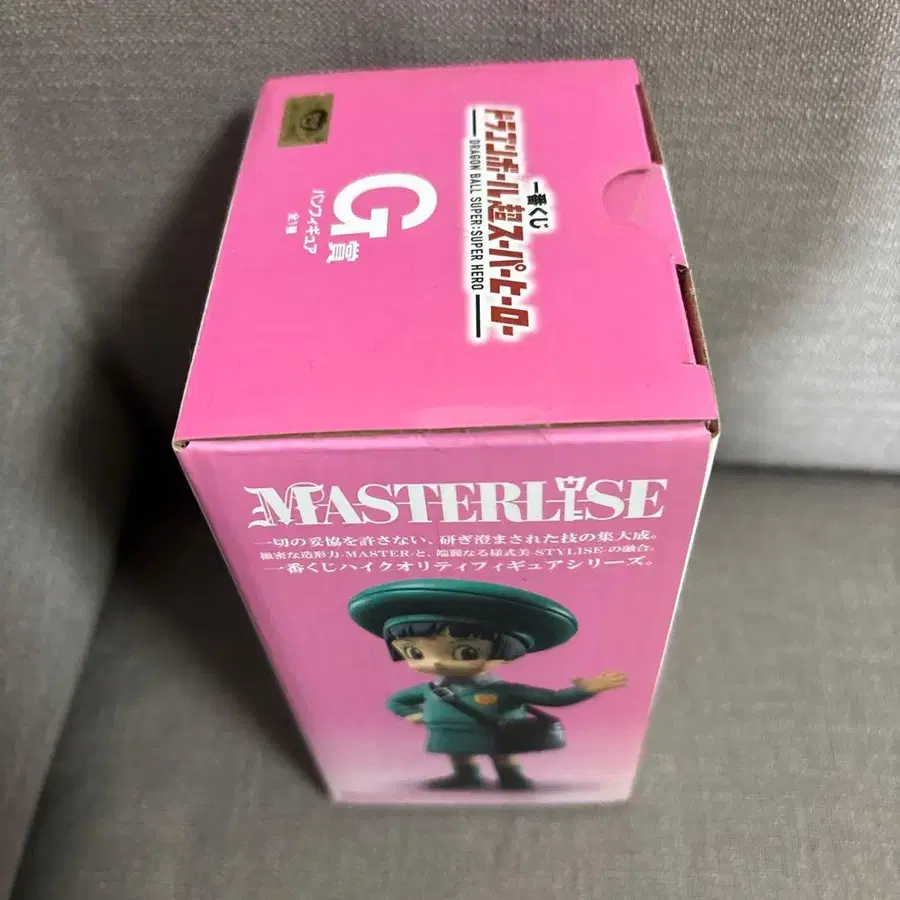 一番くじ
ドラゴンボール超スーパーヒーロー
DRAGON BALL SUPER:SUPER HERO
G賞
パンフィギュア
全1種
MASTERLISE
一切の妥協を許さない、研ぎ澄まされた技の集大成。
緻密な造形力-MASTER-と、端麗なる様式美-STYLISE-の融合。
一番くじハイクオリティフィギュアシリーズ。